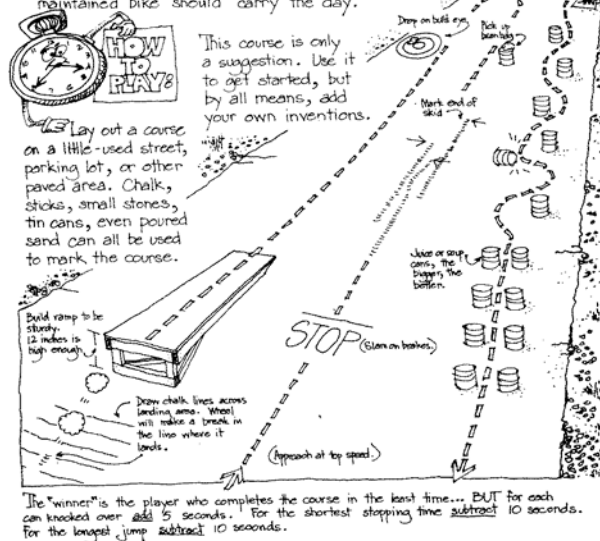 maintained bike should carry the day.
HOW
TO
PLAY!
This course is only
a suggestion. Use it
to get started, but
by all means, add
your own inventions.
Drop on bulls eye.
Pick up
bean bag
Mark end of
skid
Lay out a course
on a little-used street,
parking lot, or other
paved area. Chalk,
sticks, small stones,
tin cans, even poured
sand can all be used
to mark the course.
Juice or soup
cans, the
bigger, the
better.
Build ramp to be
sturdy.
12 inches is
high enough.
STOP (Slam on brakes.)
Draw chalk lines across
landing area. Wheel
will make a break in
the line where it
lands.
(Approach at top speed.)
The "winner" is the player who completes the course in the least time... BUT for each
can knocked over add 5 seconds. For the shortest stopping time subtract 10 seconds.
For the longest jump subtract 10 seconds.